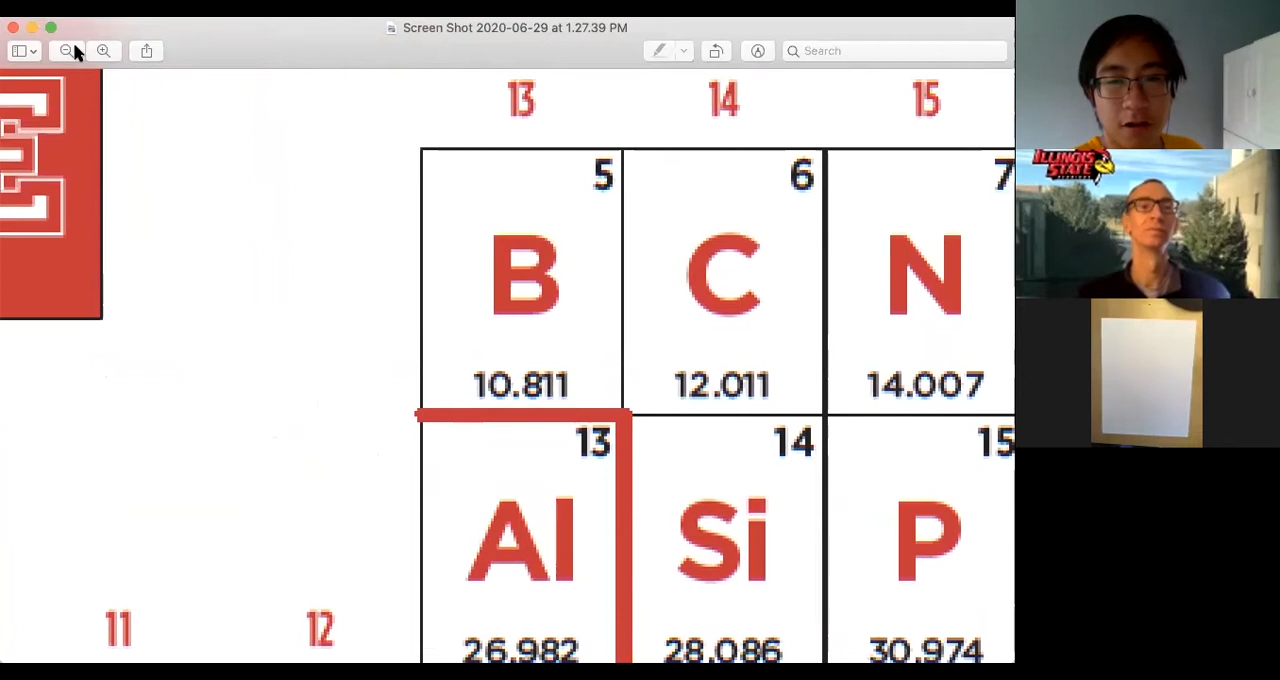 Screen Shot 2020-06-29 at 1.27.39 PM
Search
E
13 14 15
5 6 7
B C N
10.811 12.011 14.007
13 14 15
Al Si P
11 12
26.982 28.086 30.974
ILLINOIS
STATE